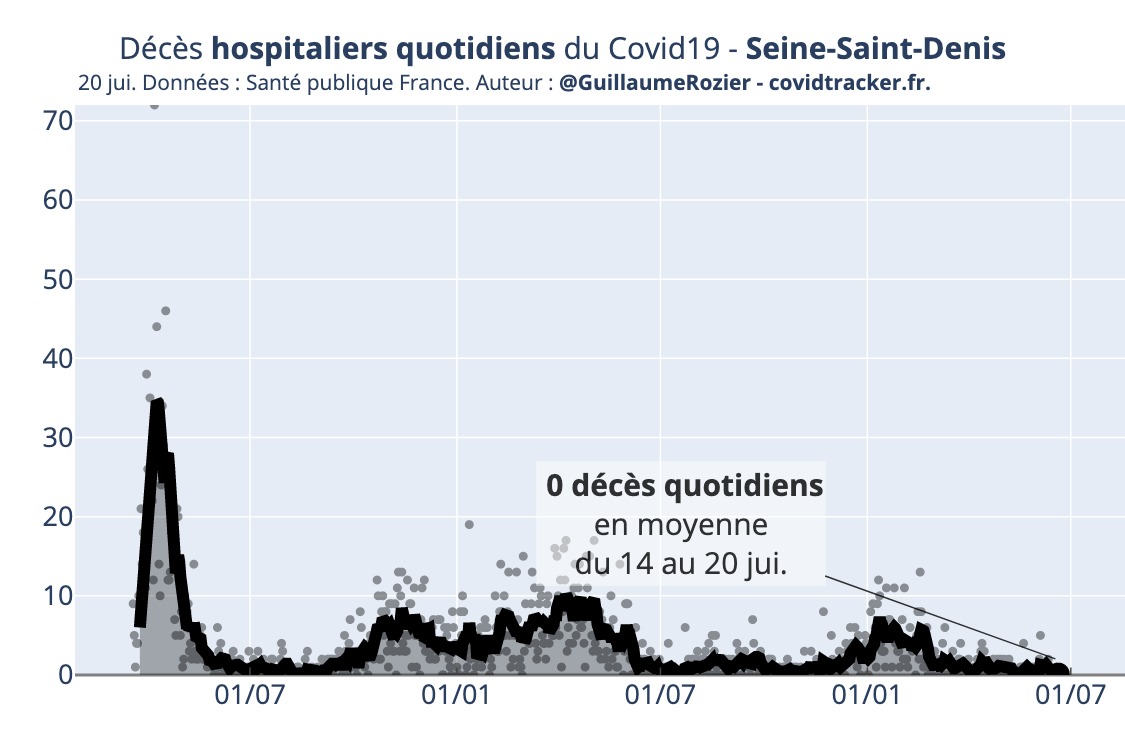 Décès hospitaliers quotidiens du Covid19 - Seine-Saint-Denis
20 jui. Données : Santé publique France. Auteur : @GuillaumeRozier - covidtracker.fr.
70
60
50
40
30
20
10
0
0 décès quotidiens
en moyenne
du 14 au 20 jui.
01/07 01/01 01/07 01/01 01/07